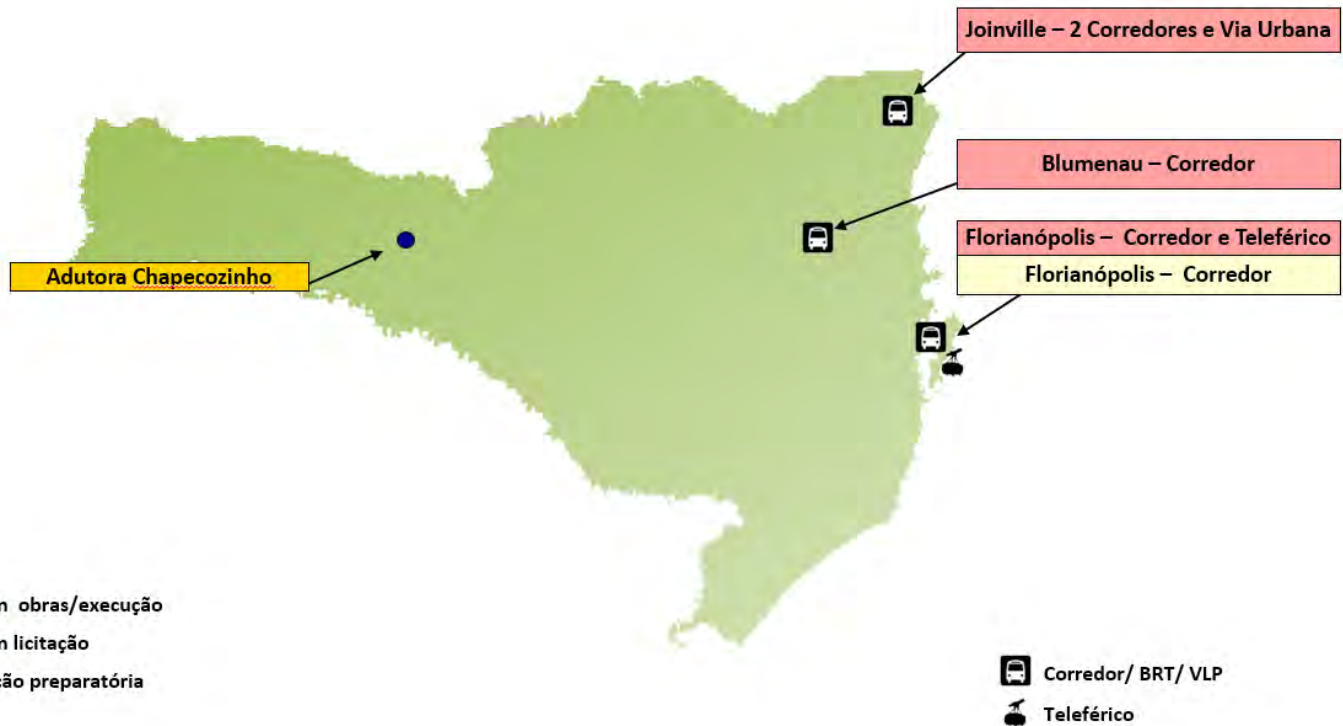 Joinville – 2 Corredores e Via Urbana
Blumenau – Corredor
Florianópolis – Corredor e Teleférico
Florianópolis – Corredor
Adutora Chapecozinho
obras/execução
licitação
preparatória
Corredor/ BRT/ VLP
Teleférico